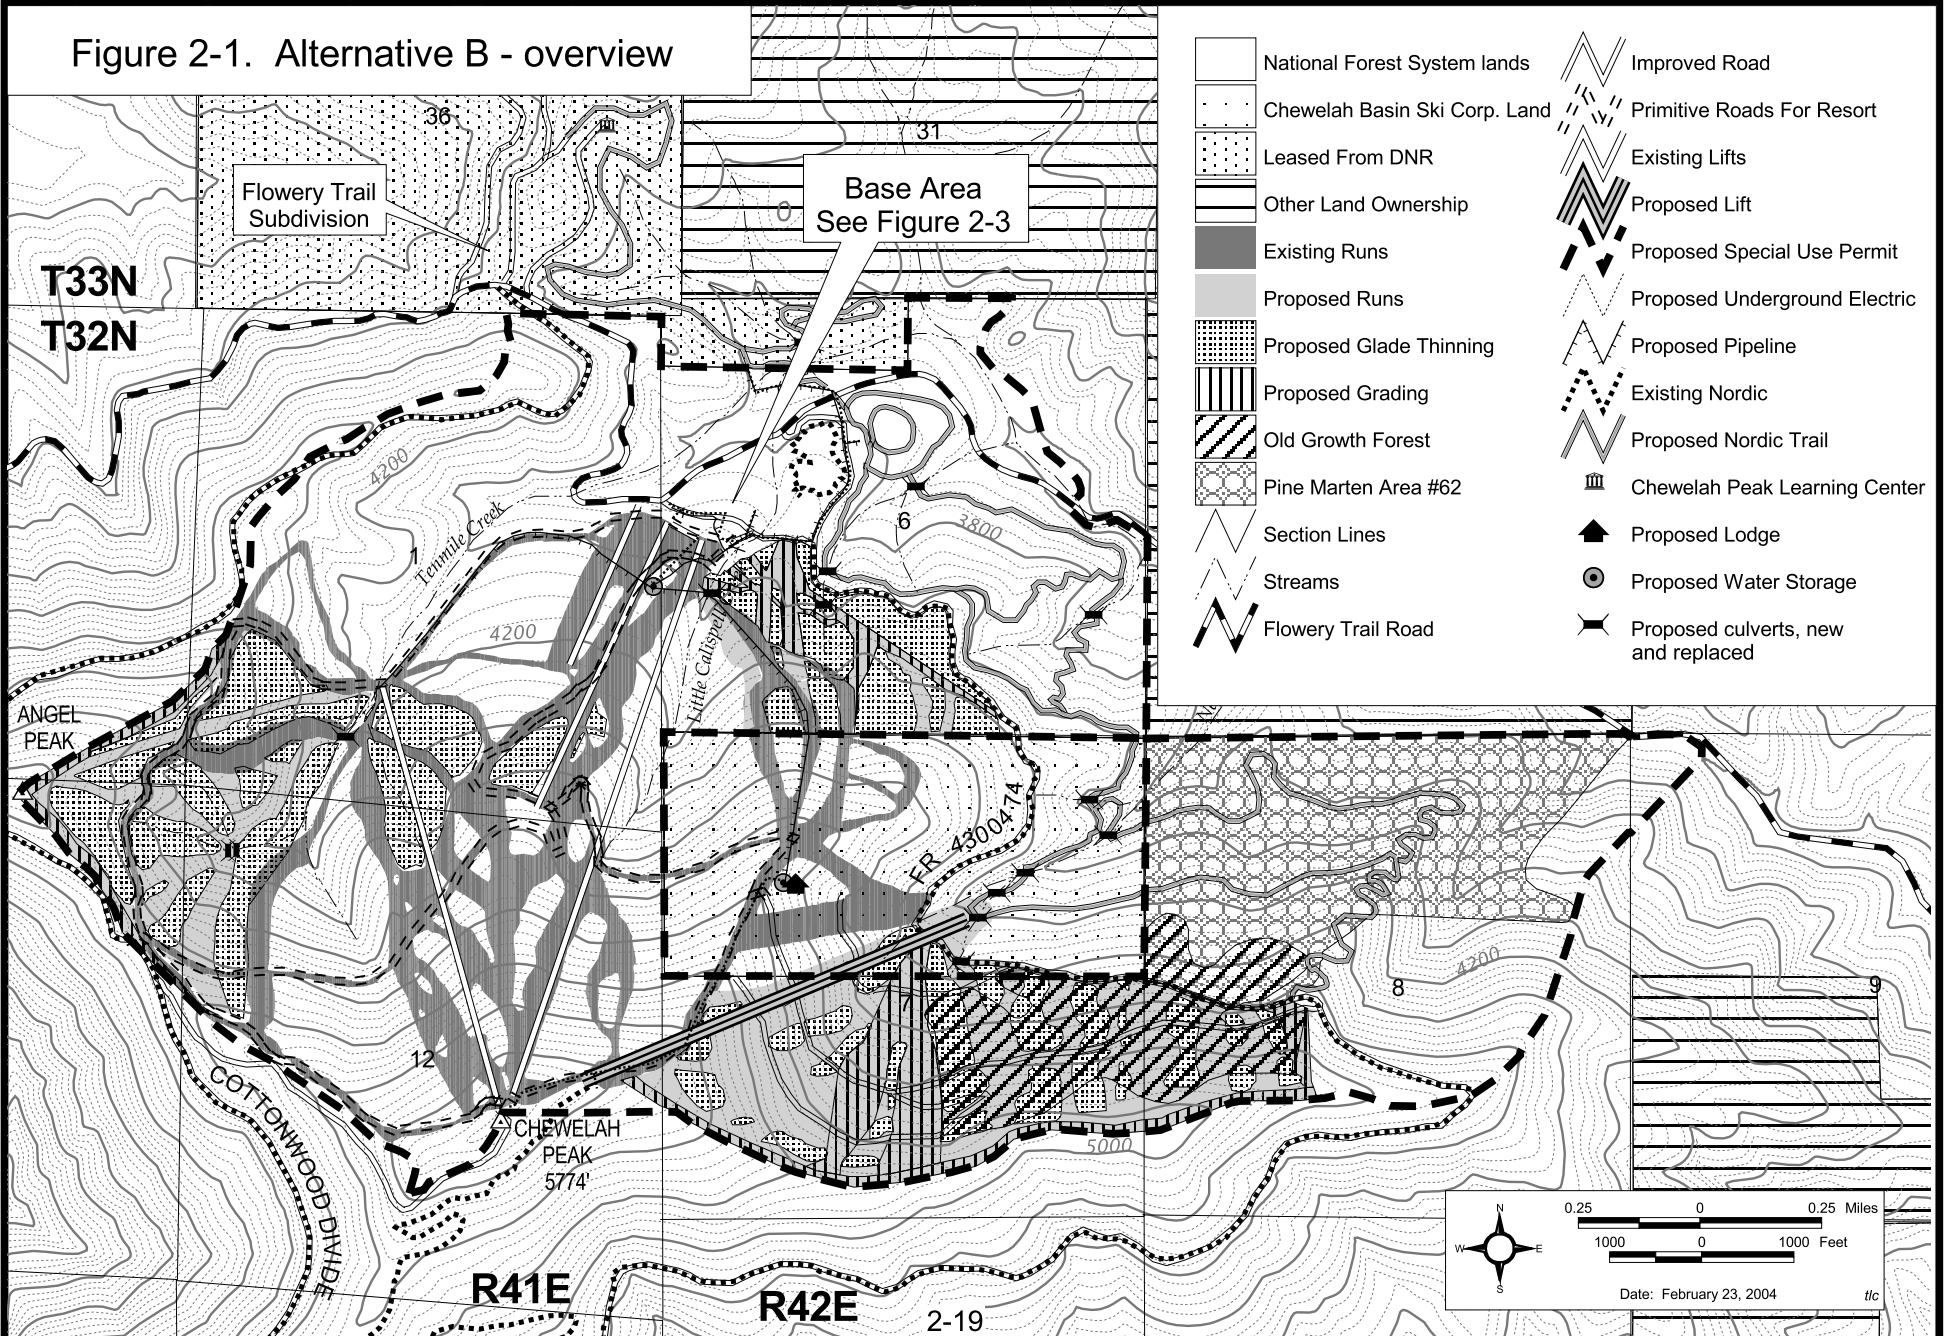 Figure 2-1. Alternative B - overview
National Forest System lands
Chewelah Basin Ski Corp. Land
Leased From DNR
Other Land Ownership
Existing Runs
Proposed Runs
Proposed Glade Thinning
Proposed Grading
Old Growth Forest
Pine Marten Area #62
Section Lines
Streams
Flowery Trail Road
Improved Road
Primitive Roads For Resort
Existing Lifts
Proposed Lift
Proposed Special Use Permit
Proposed Underground Electric
Proposed Pipeline
Existing Nordic
Proposed Nordic Trail
Chewelah Peak Learning Center
Proposed Lodge
Proposed Water Storage
Proposed culverts, new
and replaced
36
31
Flowery Trail
Subdivision
Base Area
See Figure 2-3
T33N
T32N
4200
Tenmile Creek
1
6
3800
4200
Little Calispell
ANGEL
PEAK
FR 4300474
4200
8
9
7
12
COTTONWOOD DIVIDE
CHEWELAH
PEAK
5774'
5000
R41E
R42E
2-19
N
W
E
S
0.25 0 0.25 Miles
1000 0 1000 Feet
Date: February 23, 2004
tlc